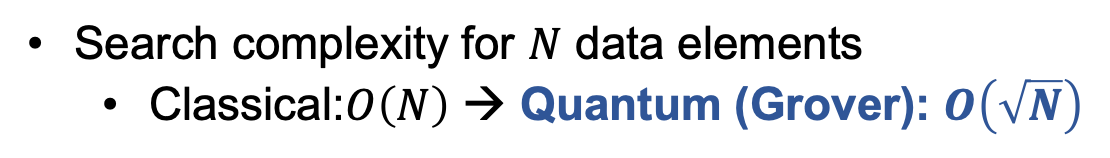 • Search complexity for N data elements
• Classical:O(N) → Quantum (Grover): O(√N)